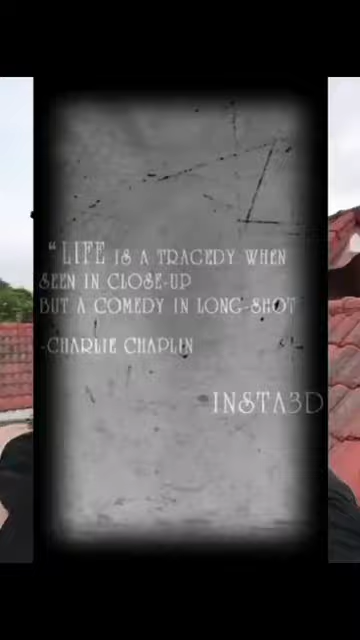 “LIFE IS A TRAGEDY WHEN
SEEN IN CLOSE-UP
BUT A COMEDY IN LONG-SHOT
-CHARLIE CHAPLIN
INSTA3D